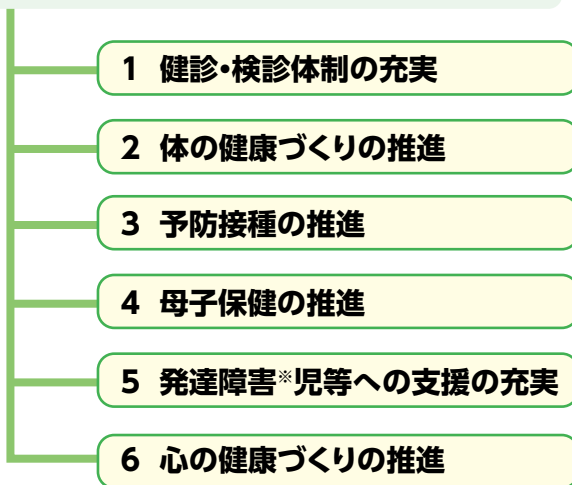 1 健診・検診体制の充実
2 体の健康づくりの推進
3 予防接種の推進
4 母子保健の推進
5 発達障害※児等への支援の充実
6 心の健康づくりの推進